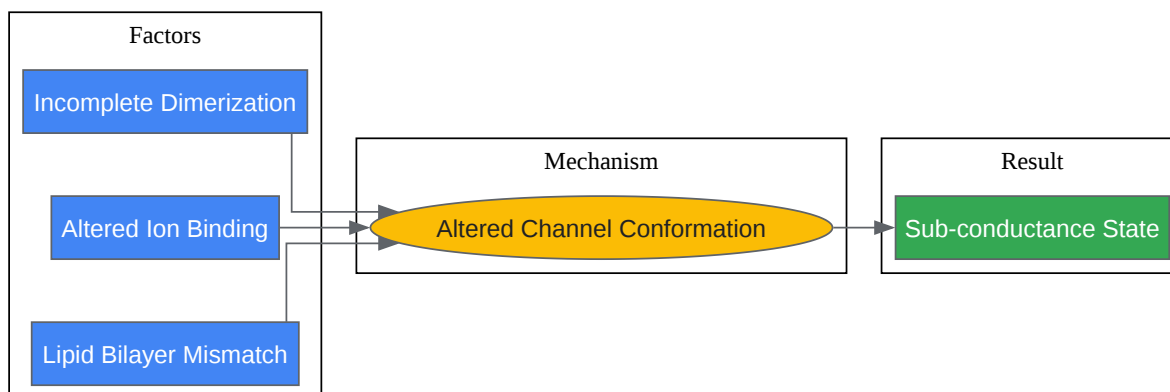 Factors
Incomplete Dimerization
Altered Ion Binding
Lipid Bilayer Mismatch
Mechanism
Altered Channel Conformation
Result
Sub-conductance State